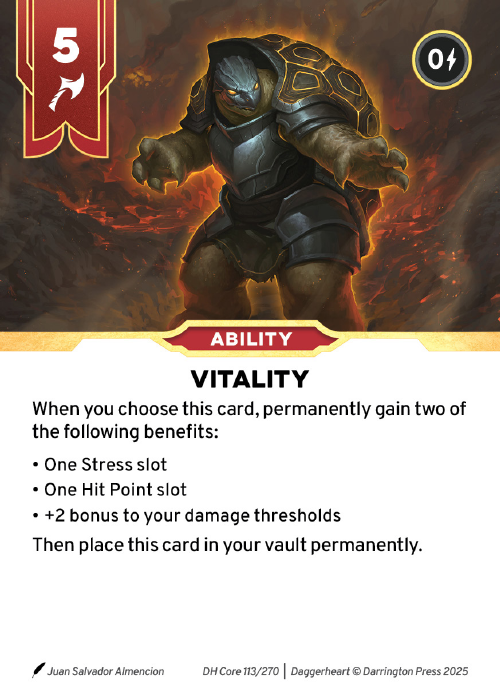 5
0
ABILITY
VITALITY
When you choose this card, permanently gain two of
the following benefits:
• One Stress slot
• One Hit Point slot
• +2 bonus to your damage thresholds
Then place this card in your vault permanently.
Juan Salvador Almencion DH Core 113/270 | Daggerheart © Darrington Press 2025